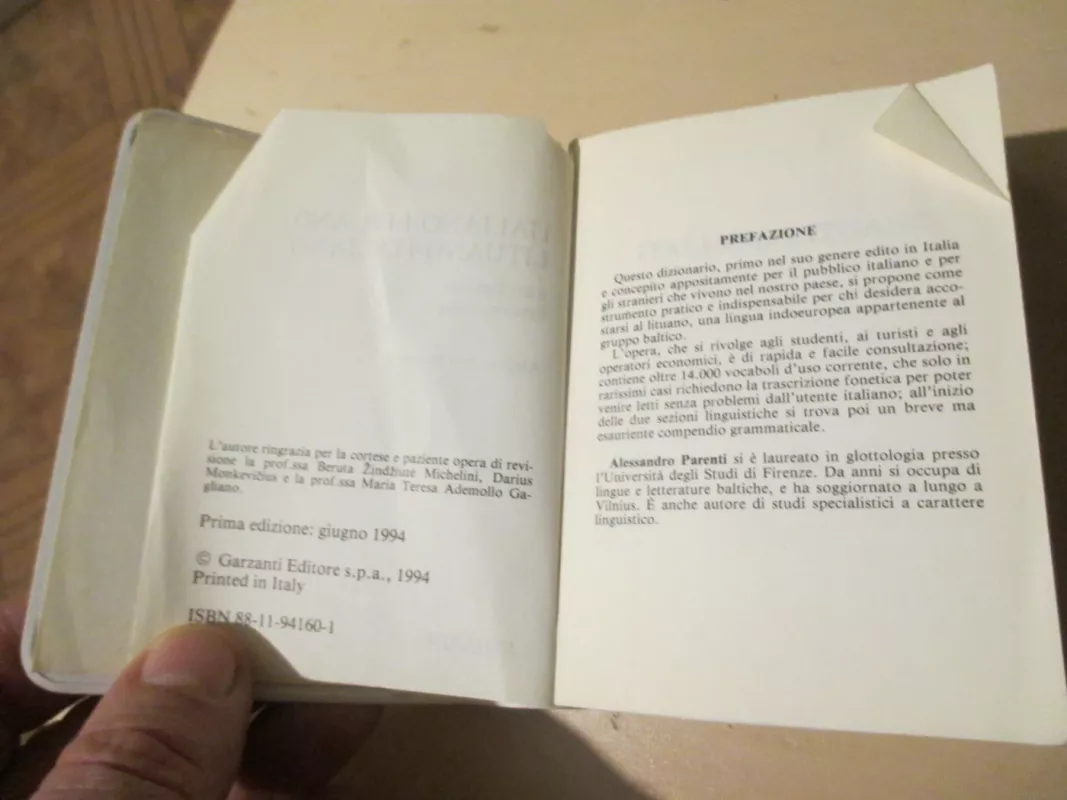 L'autore ringrazia per la cortese e paziente opera di revi-
sione la prof.ssa Beruta Žindžiute Michelini, Darius
Monkevičius e la prof.ssa Maria Teresa Ademollo Ga-
gliano.
Prima edizione: giugno 1994
© Garzanti Editore s.p.a., 1994
Printed in Italy
ISBN 88-11-94160-1
PREFAZIONE
Questo dizionario, primo nel suo genere edito in Italia
e concepito appositamente per il pubblico italiano e per
gli stranieri che vivono nel nostro paese, si propone come
strumento pratico e indispensabile per chi desidera acco-
starsi al lituano, una lingua indoeuropea appartenente al
gruppo baltico.
L'opera, che si rivolge agli studenti, ai turisti e agli
operatori economici, è di rapida e facile consultazione;
contiene oltre 14.000 vocaboli d'uso corrente, che solo in
rarissimi casi richiedono la trascrizione fonetica per poter
venire letti senza problemi dall'utente italiano; all'inizio
delle due sezioni linguistiche si trova poi un breve ma
esauriente compendio grammaticale.
Alessandro Parenti si è laureato in glottologia presso
l'Università degli Studi di Firenze. Da anni si occupa di
lingue e letterature baltiche, e ha soggiornato a lungo a
Vilnius. È anche autore di studi specialistici a carattere
linguistico.